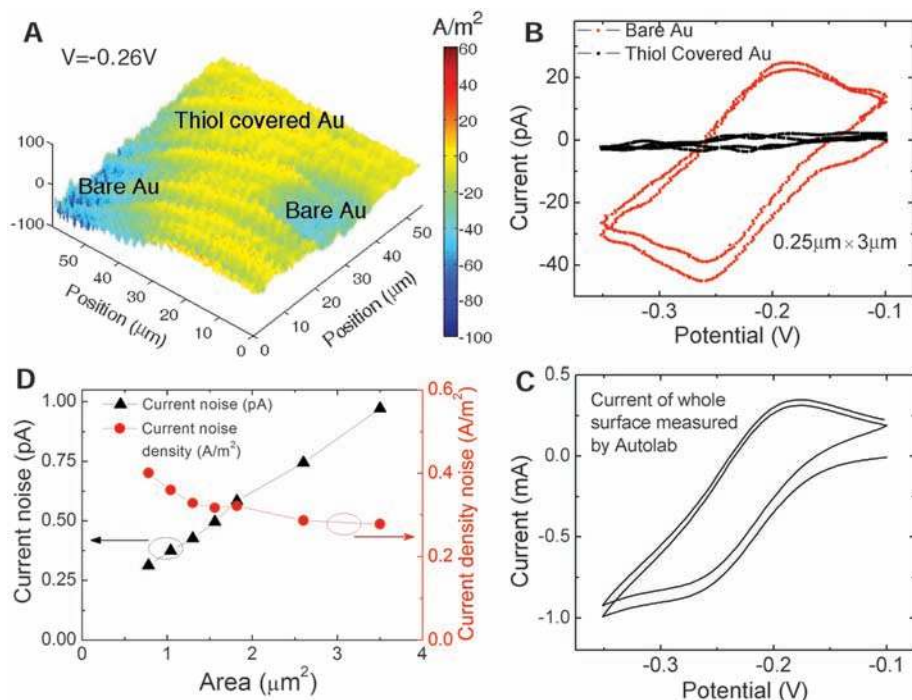 A
V=-0.26V
A/m²
60
40
20
0
-20
-40
-60
-80
-100
Thiol covered Au
Bare Au
Bare Au
100
0
-100
50
40
30
20
10
0
Position (μm)
0
10
20
30
40
50
Position (μm)
B
Bare Au
Thiol Covered Au
20
0
-20
-40
Current (pA)
0.25μm × 3μm
-0.3
-0.2
-0.1
Potential (V)
D
Current noise (pA)
Current noise
density (A/m²)
1.00
0.75
0.50
0.25
0.00
Current noise (pA)
0.6
0.4
0.2
0.0
Current density noise (A/m²)
0
1
2
3
4
Area (μm²)
C
Current of whole
surface measured
by Autolab
0.5
0.0
-0.5
-1.0
Current (mA)
-0.3
-0.2
-0.1
Potential (V)